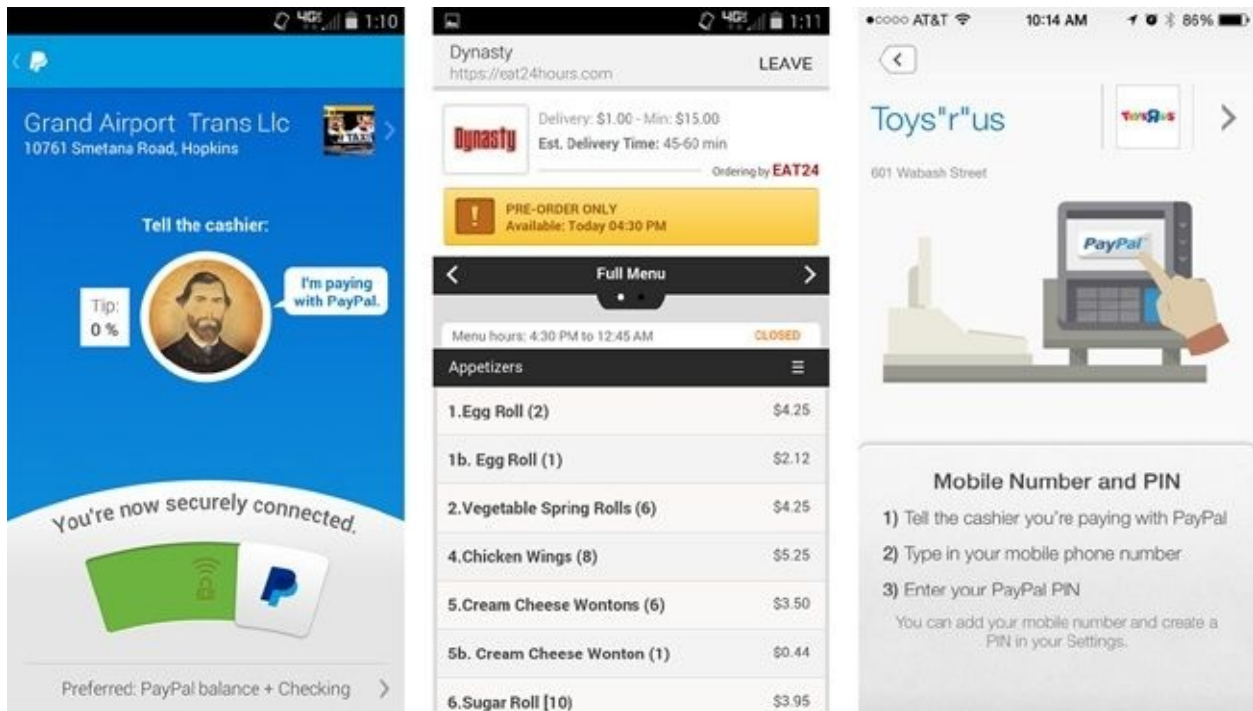 4G 1:10
Grand Airport Trans Llc
10761 Smetana Road, Hopkins
TAXI
Tell the cashier:
I'm paying
with PayPal.
Tip:
0 %
You're now securely connected.
Preferred: PayPal balance + Checking
4G 1:11
Dynasty
https://eat24hours.com
LEAVE
Dynasty
Delivery: $1.00 - Min: $15.00
Est. Delivery Time: 45-60 min
Ordering by EAT24
PRE-ORDER ONLY
Available: Today 04:30 PM
Full Menu
Menu hours: 4:30 PM to 12:45 AM CLOSED
Appetizers
1.Egg Roll (2) $4.25
1b. Egg Roll (1) $2.12
2.Vegetable Spring Rolls (6) $4.25
4.Chicken Wings (8) $5.25
5.Cream Cheese Wontons (6) $3.50
5b. Cream Cheese Wonton (1) $0.44
6.Sugar Roll [10) $3.95
AT&T 10:14 AM 86%
Toys"r"us
ToysRus
601 Wabash Street
PayPal
Mobile Number and PIN
1) Tell the cashier you're paying with PayPal
2) Type in your mobile phone number
3) Enter your PayPal PIN
You can add your mobile number and create a
PIN in your Settings.